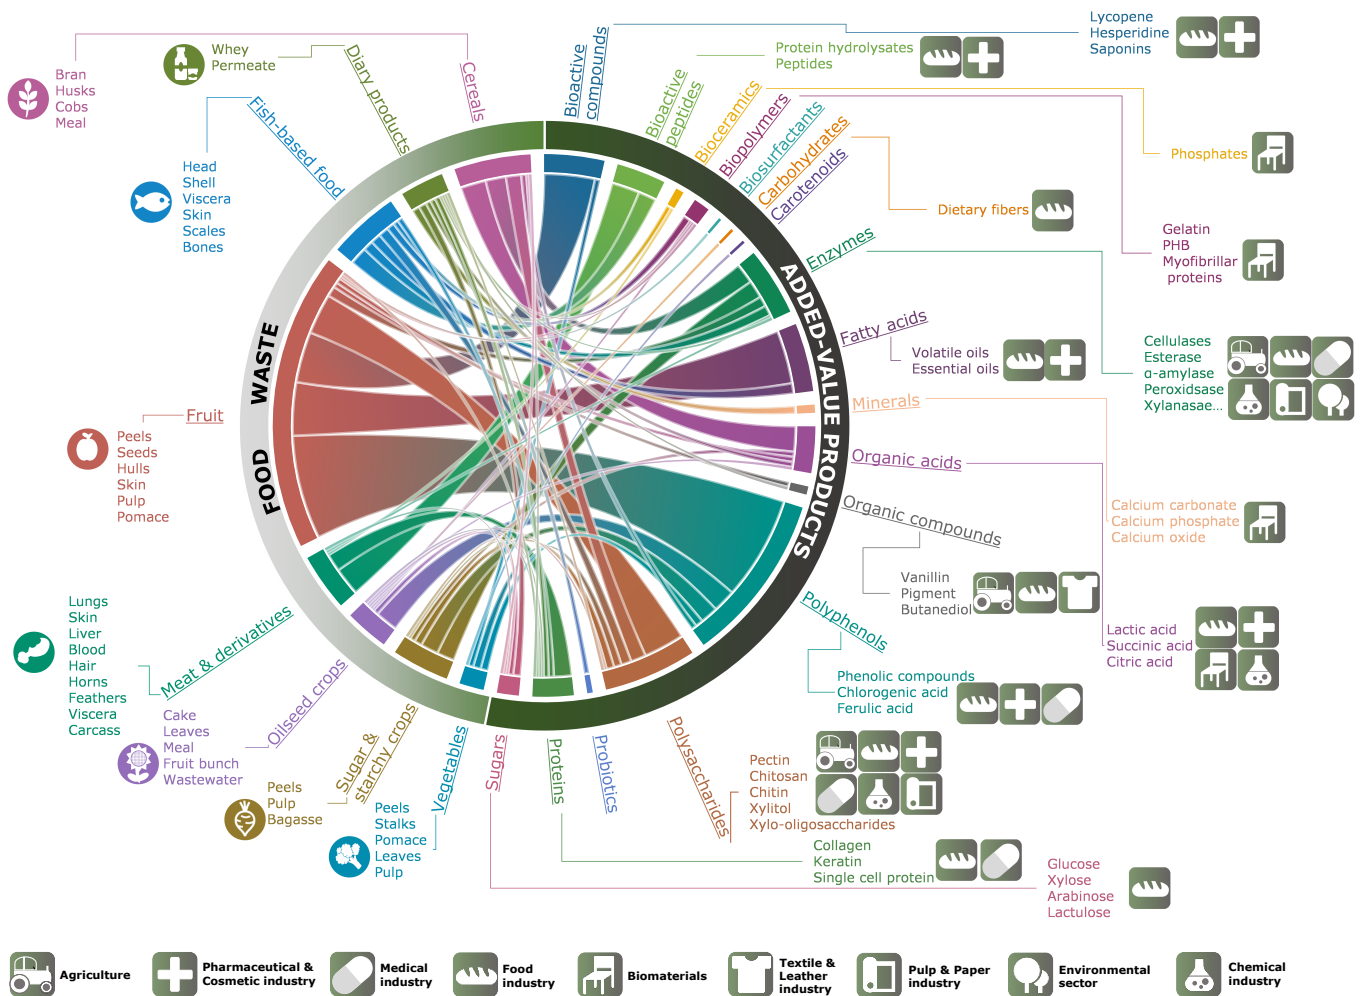 Bran
Husks
Cobs
Meal
Whey
Permeate
Diary products
Cereals
Fish-based food
Head
Shell
Viscera
Skin
Scales
Bones
Fruit
Peels
Seeds
Hulls
Skin
Pulp
Pomace
Meat & derivatives
Lungs
Skin
Liver
Blood
Hair
Horns
Feathers
Viscera
Carcass
Oilseed crops
Cake
Leaves
Meal
Fruit bunch
Wastewater
Sugar &
starchy crops
Peels
Pulp
Bagasse
Vegetables
Peels
Stalks
Pomace
Leaves
Pulp
FOOD WASTE
ADDED-VALUE PRODUCTS
Bioactive
compounds
Lycopene
Hesperidine
Saponins
Bioactive
peptides
Protein hydrolysates
Peptides
Bioceramics
Phosphates
Biopolymers
Gelatin
PHB
Myofibrillar
proteins
Biosurfactants
Carbohydrates
Dietary fibers
Carotenoids
Enzymes
Cellulases
Esterase
α-amylase
Peroxidsase
Xylanasae...
Fatty acids
Volatile oils
Essential oils
Minerals
Calcium carbonate
Calcium phosphate
Calcium oxide
Organic acids
Lactic acid
Succinic acid
Citric acid
Organic compounds
Vanillin
Pigment
Butanediol
Polyphenols
Phenolic compounds
Chlorogenic acid
Ferulic acid
Polysaccharides
Pectin
Chitosan
Chitin
Xylitol
Xylo-oligosaccharides
Probiotics
Proteins
Collagen
Keratin
Single cell protein
Sugars
Glucose
Xylose
Arabinose
Lactulose
Agriculture
Pharmaceutical &
Cosmetic industry
Medical
industry
Food
industry
Biomaterials
Textile &
Leather
industry
Pulp & Paper
industry
Environmental
sector
Chemical
industry